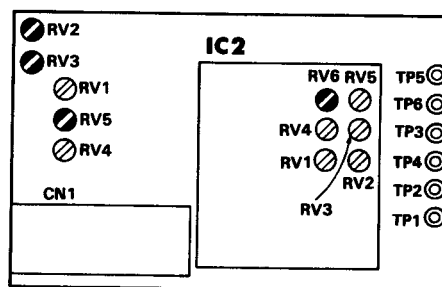 RV2
RV3
RV1
RV5
RV4
CN1
IC2
RV6 RV5
RV4
RV1
RV2
RV3
TP5
TP6
TP3
TP4
TP2
TP1